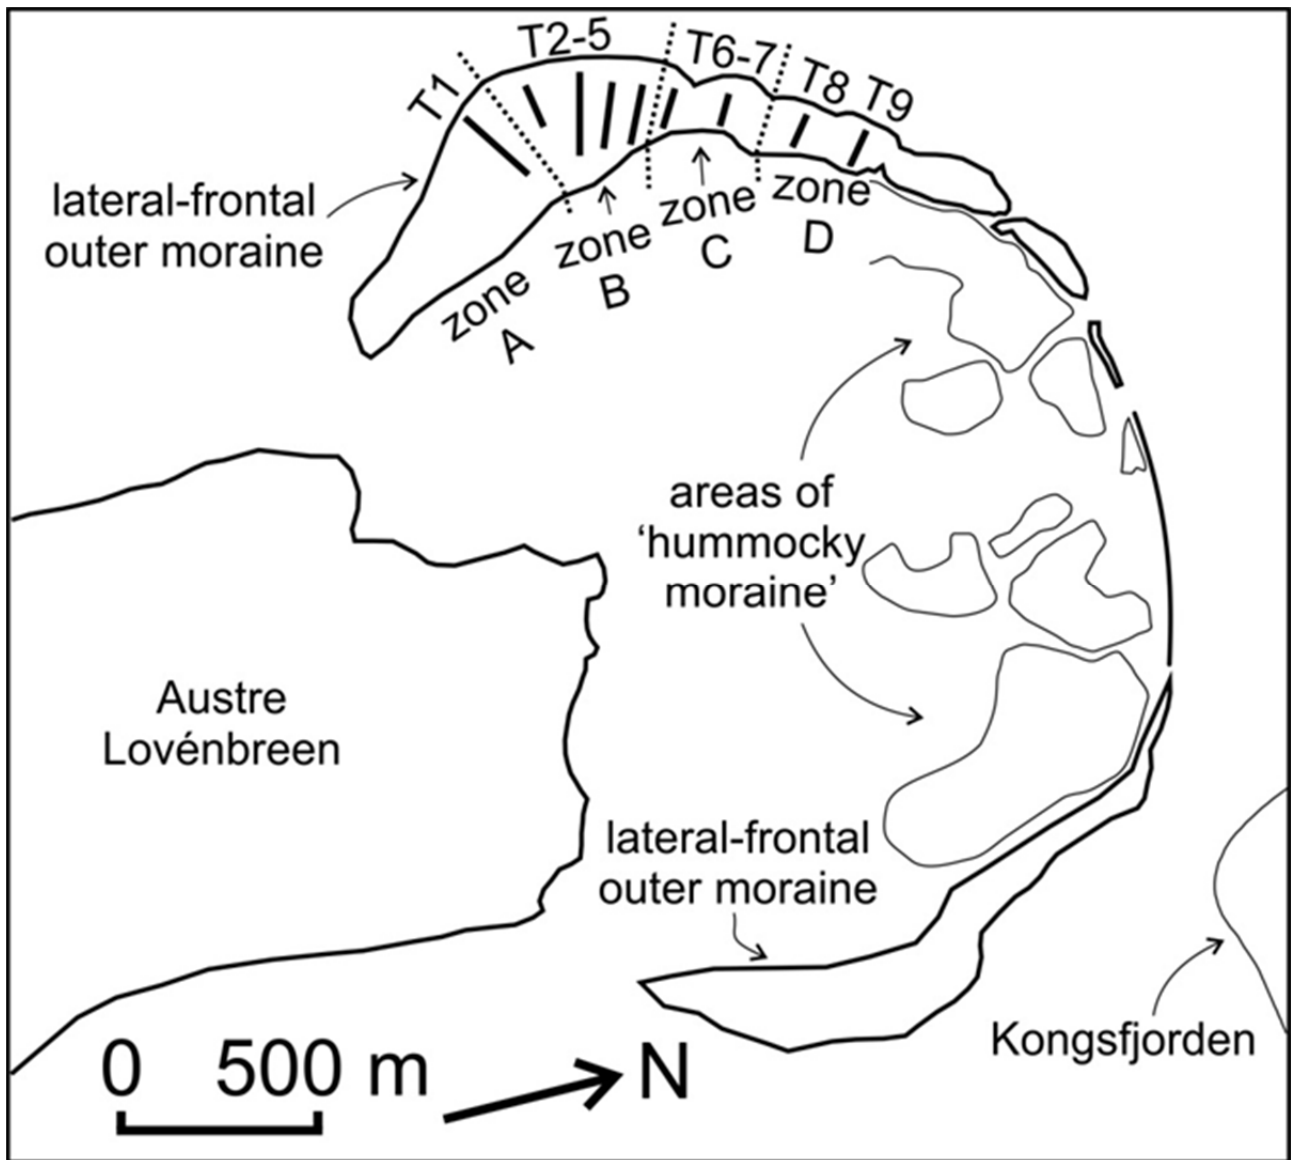 T1
T2-5
T6-7
T8
T9
lateral-frontal
outer moraine
zone
A
zone
B
zone
C
zone
D
areas of
‘hummocky
moraine’
Austre
Lovénbreen
lateral-frontal
outer moraine
Kongsfjorden
0 500 m
N